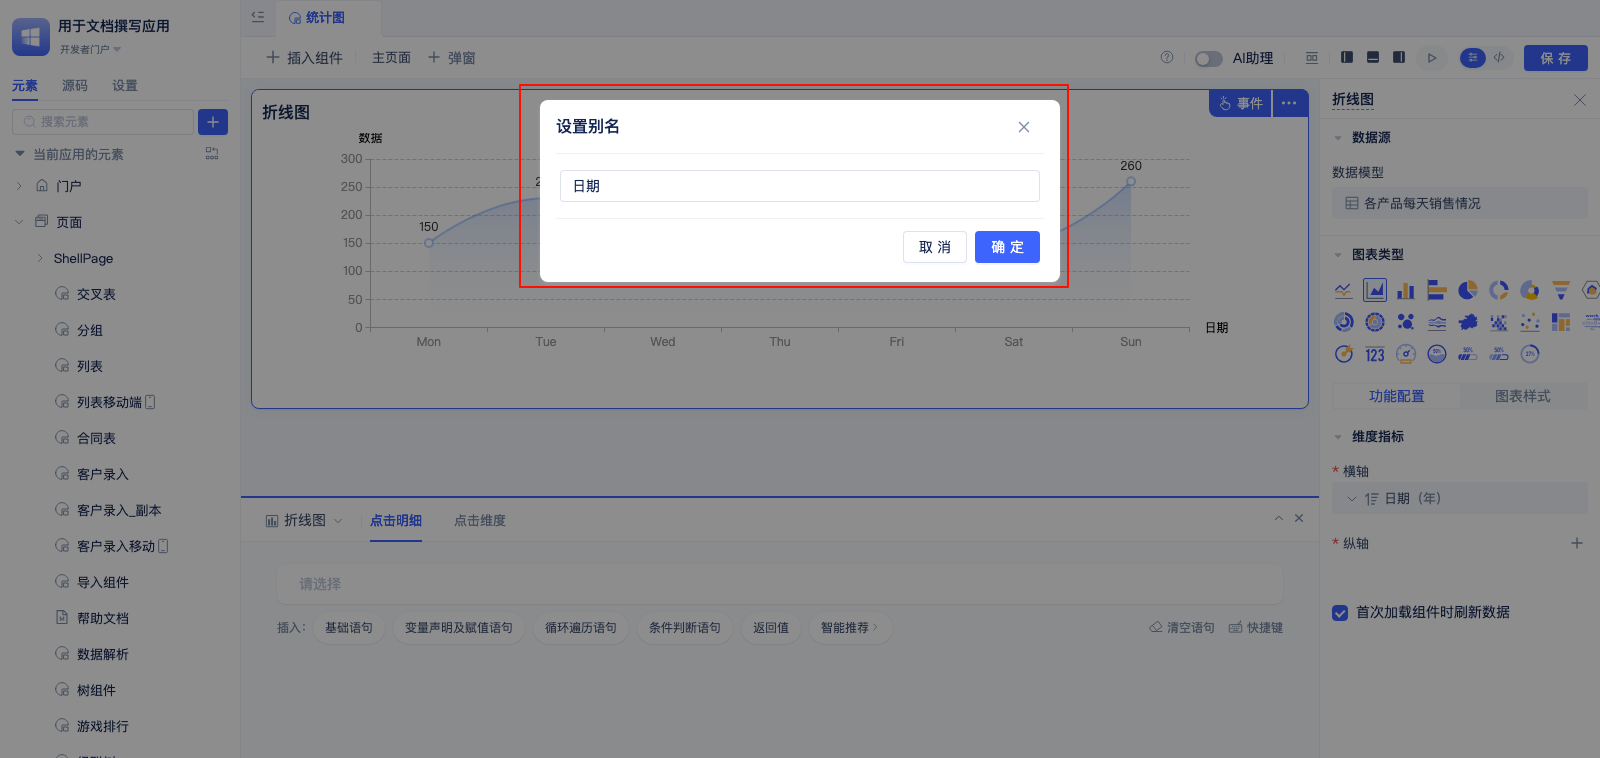 用于文档撰写应用
开发者门户
元素 源码 设置
搜索元素
当前应用的元素
门户
页面
ShellPage
交叉表
分组
列表
列表移动端
合同表
客户录入
客户录入_副本
客户录入移动
导入组件
帮助文档
数据解析
树组件
游戏排行
统计图
插入组件 主页面 弹窗
AI助理
保存
折线图
事件
数据
300
250
200
150
100
50
0
150
260
Mon Tue Wed Thu Fri Sat Sun
日期
设置别名
日期
取消 确定
折线图 点击明细 点击维度
请选择
插入: 基础语句 变量声明及赋值语句 循环遍历语句 条件判断语句 返回值 智能推荐
清空语句 快捷键
折线图
数据源
数据模型
各产品每天销售情况
图表类型
123
功能配置 图表样式
维度指标
* 横轴
日期 (年)
* 纵轴
首次加载组件时刷新数据